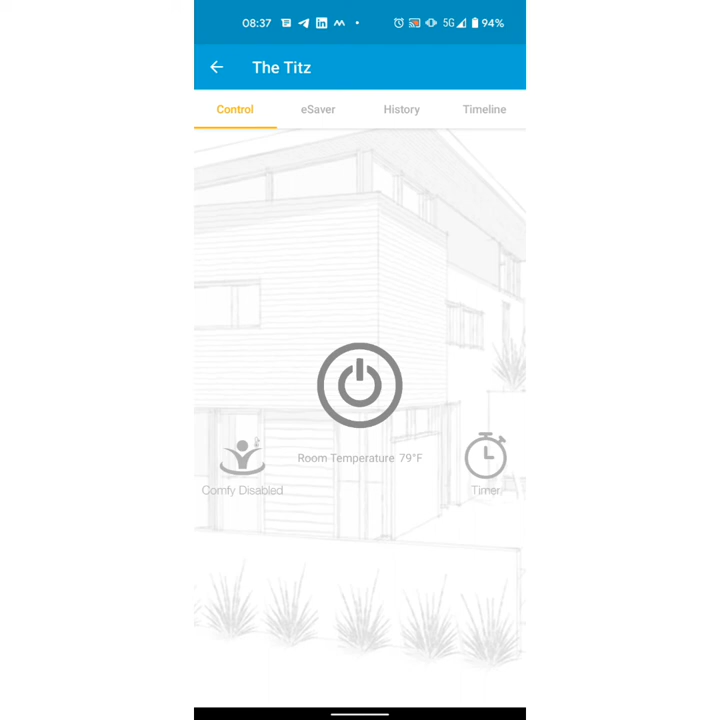 08:37 5G 94%
The Titz
Control eSaver History Timeline
Room Temperature 79°F
Comfy Disabled
Timer